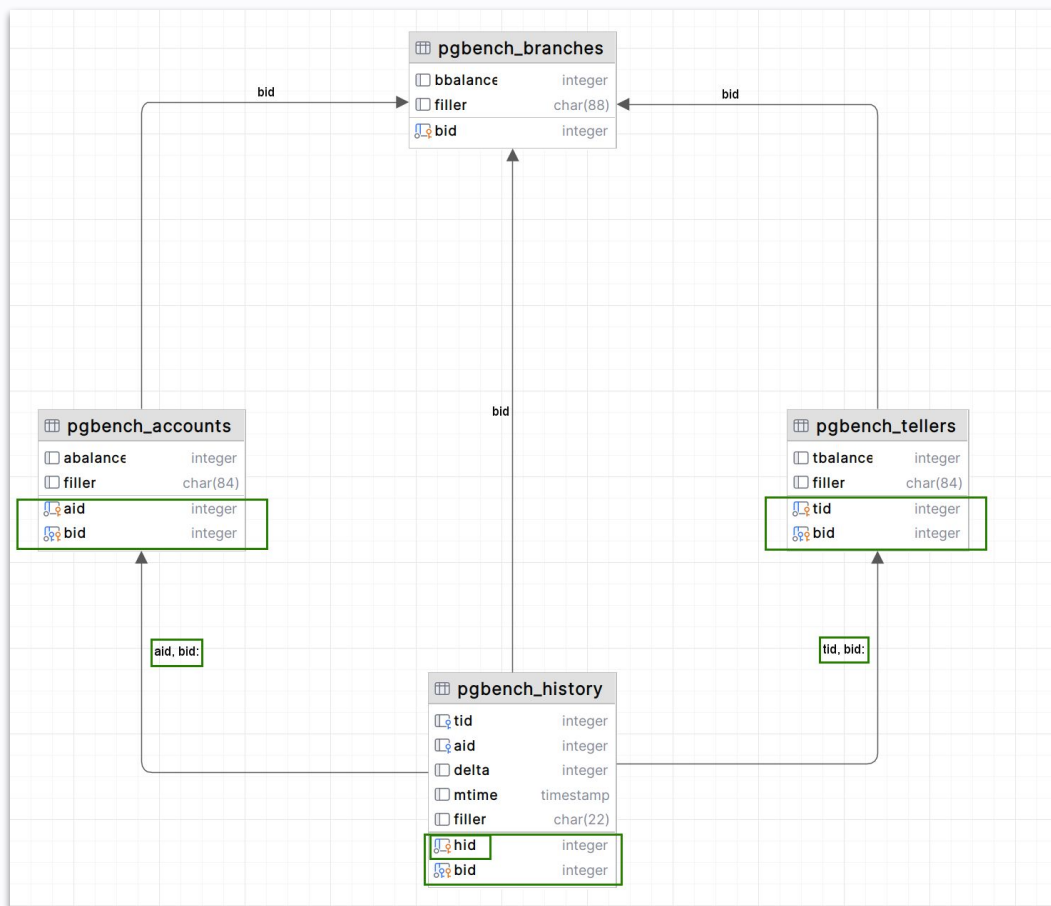 pgbench_branches
bbalance integer
filler char(88)
bid integer
bid
bid
bid
pgbench_accounts
abalance integer
filler char(84)
aid integer
bid integer
pgbench_tellers
tbalance integer
filler char(84)
tid integer
bid integer
aid, bid:
tid, bid:
pgbench_history
tid integer
aid integer
delta integer
mtime timestamp
filler char(22)
hid integer
bid integer